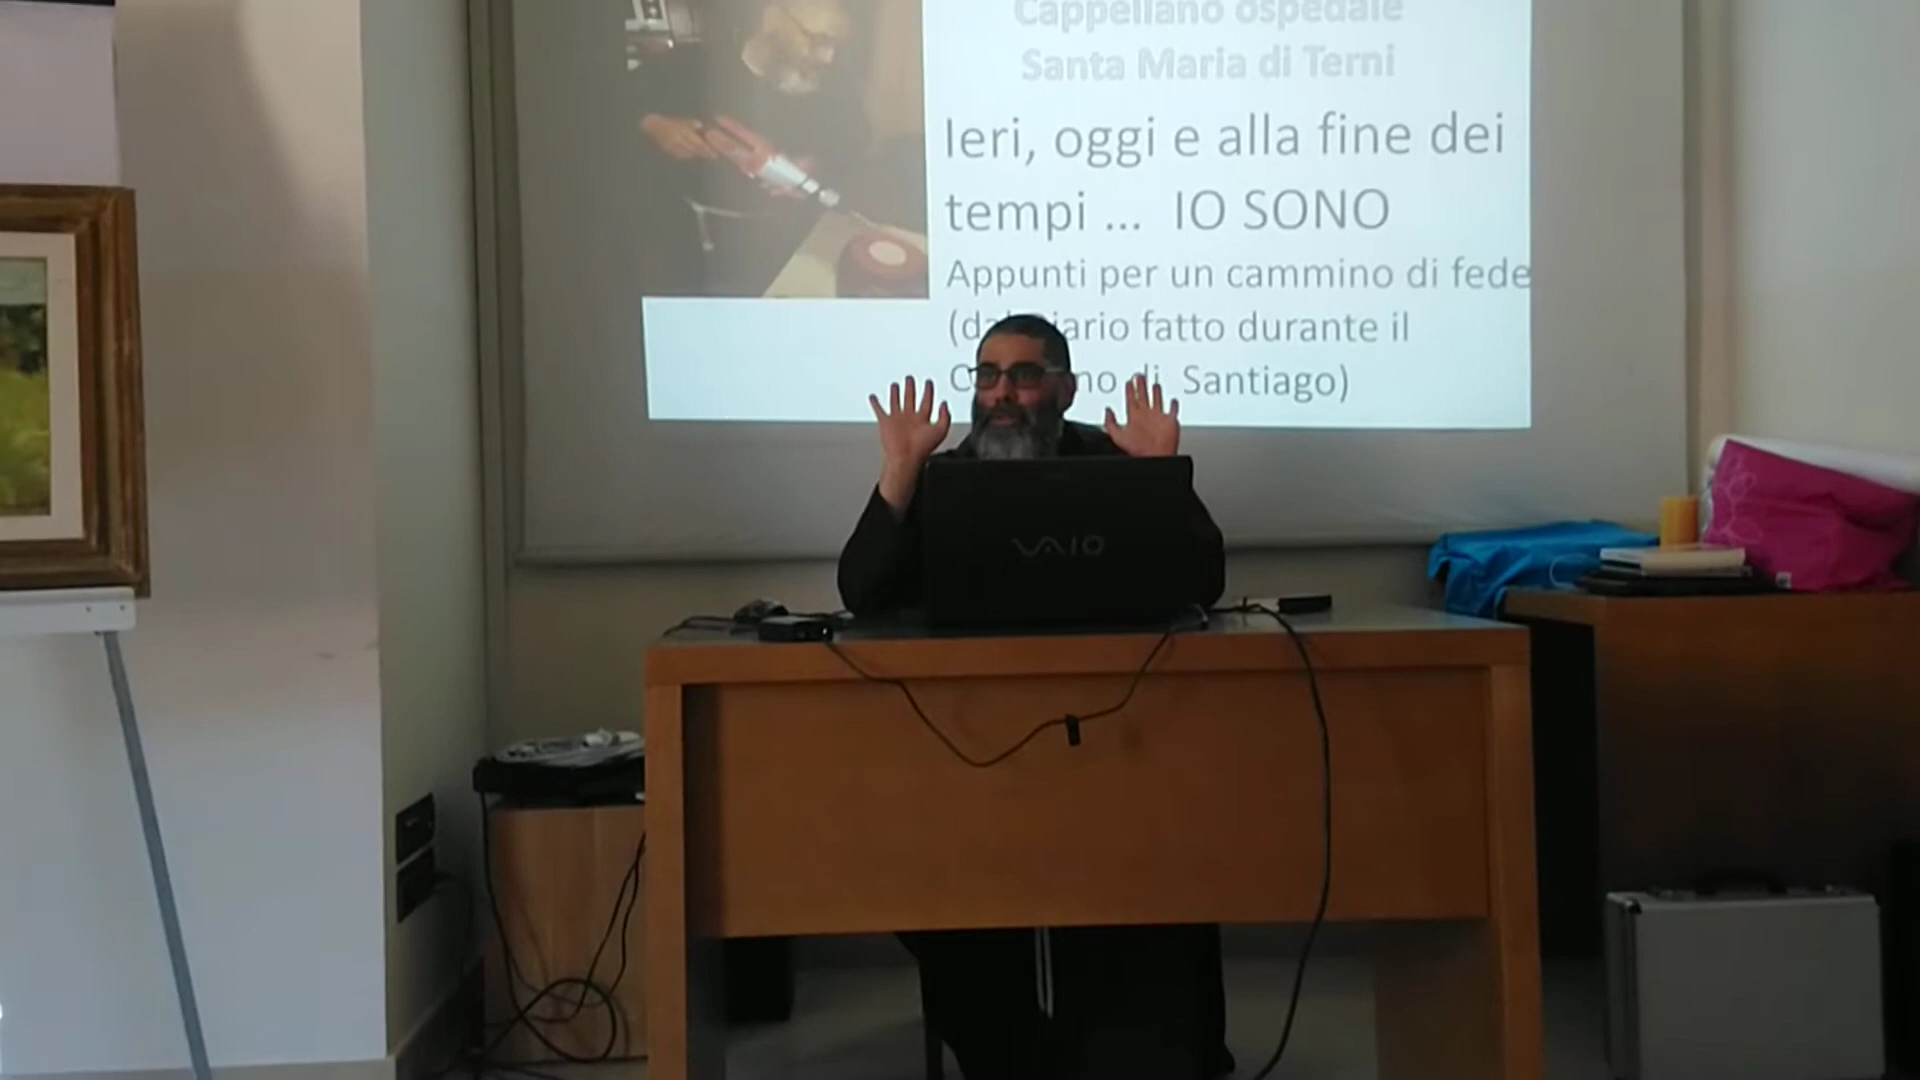 Cappellano ospedale
Santa Maria di Terni
Ieri, oggi e alla fine dei
tempi ... IO SONO
Appunti per un cammino di fede
fatto durante il
Santiago)
VAIO